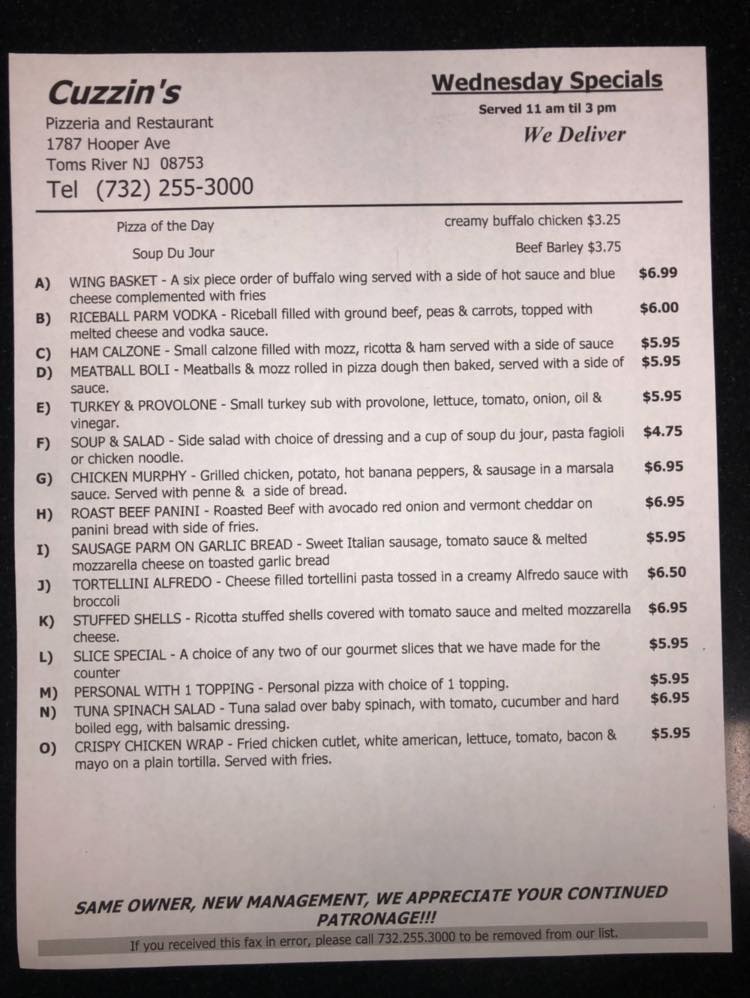 Cuzzin's
Pizzeria and Restaurant
1787 Hooper Ave
Toms River NJ 08753
Tel (732) 255-3000
Wednesday Specials
Served 11 am til 3 pm
We Deliver
Pizza of the Day creamy buffalo chicken $3.25
Soup Du Jour Beef Barley $3.75
A) WING BASKET - A six piece order of buffalo wing served with a side of hot sauce and blue $6.99
cheese complemented with fries
B) RICEBALL PARM VODKA - Riceball filled with ground beef, peas & carrots, topped with $6.00
melted cheese and vodka sauce.
C) HAM CALZONE - Small calzone filled with mozz, ricotta & ham served with a side of sauce $5.95
D) MEATBALL BOLI - Meatballs & mozz rolled in pizza dough then baked, served with a side of $5.95
sauce.
E) TURKEY & PROVOLONE - Small turkey sub with provolone, lettuce, tomato, onion, oil & $5.95
vinegar.
F) SOUP & SALAD - Side salad with choice of dressing and a cup of soup du jour, pasta fagioli $4.75
or chicken noodle.
G) CHICKEN MURPHY - Grilled chicken, potato, hot banana peppers, & sausage in a marsala $6.95
sauce. Served with penne & a side of bread.
H) ROAST BEEF PANINI - Roasted Beef with avocado red onion and vermont cheddar on $6.95
panini bread with side of fries.
I) SAUSAGE PARM ON GARLIC BREAD - Sweet Italian sausage, tomato sauce & melted $5.95
mozzarella cheese on toasted garlic bread
J) TORTELLINI ALFREDO - Cheese filled tortellini pasta tossed in a creamy Alfredo sauce with $6.50
broccoli
K) STUFFED SHELLS - Ricotta stuffed shells covered with tomato sauce and melted mozzarella $6.95
cheese.
L) SLICE SPECIAL - A choice of any two of our gourmet slices that we have made for the $5.95
counter
M) PERSONAL WITH 1 TOPPING - Personal pizza with choice of 1 topping. $5.95
N) TUNA SPINACH SALAD - Tuna salad over baby spinach, with tomato, cucumber and hard $6.95
boiled egg, with balsamic dressing.
O) CRISPY CHICKEN WRAP - Fried chicken cutlet, white american, lettuce, tomato, bacon & $5.95
mayo on a plain tortilla. Served with fries.
SAME OWNER, NEW MANAGEMENT, WE APPRECIATE YOUR CONTINUED
PATRONAGE!!!
If you received this fax in error, please call 732.255.3000 to be removed from our list.